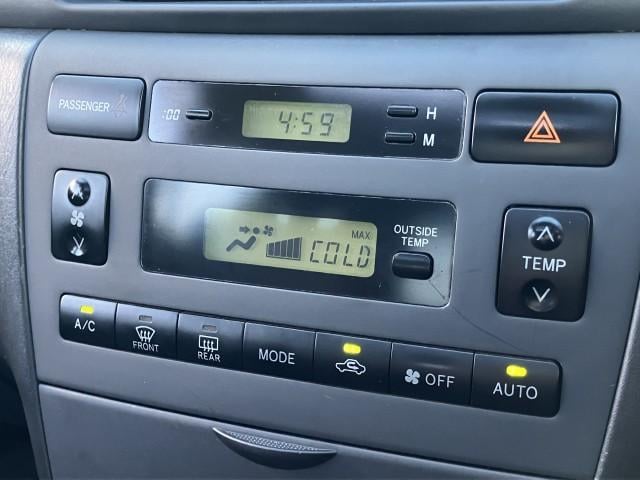 PASSENGER
:00
4:59
H
M
MAX
COLD
OUTSIDE
TEMP
TEMP
A/C
FRONT
REAR
MODE
OFF
AUTO